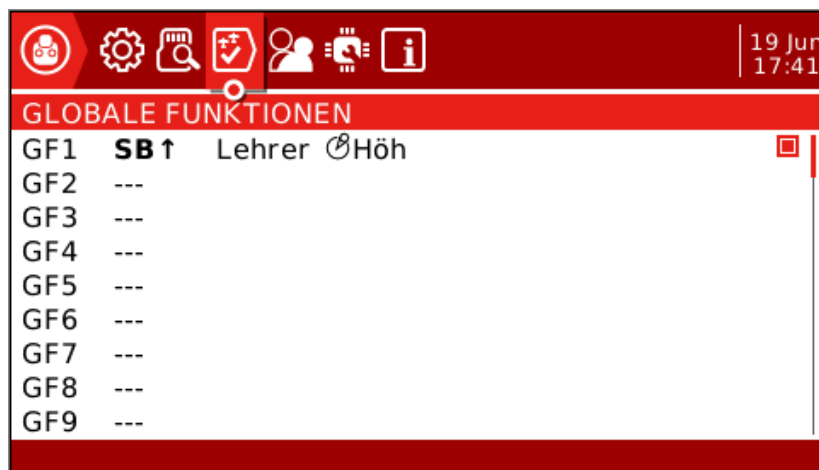 19 Jun
17:41
GLOBALE FUNKTIONEN
GF1 SB↑ Lehrer Höh
GF2 ---
GF3 ---
GF4 ---
GF5 ---
GF6 ---
GF7 ---
GF8 ---
GF9 ---